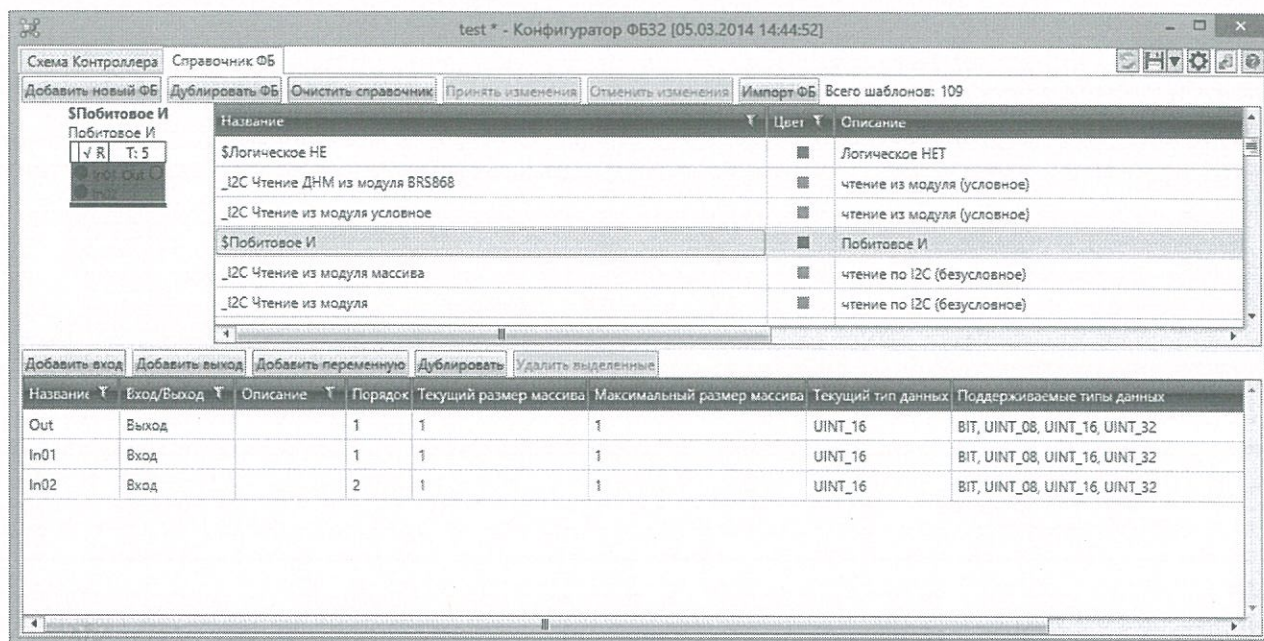 test * - Конфигуратор ФБ32 [05.03.2014 14:44:52]
Схема Контроллера Справочник ФБ
Добавить новый ФБ Дублировать ФБ Очистить справочник Принять изменения Отменить изменения Импорт ФБ Всего шаблонов: 109
$Побитовое И
Побитовое И
√ R T: 5
In01 Out
In02
Название Цвет Описание
$Логическое НЕ Логическое НЕТ
_I2C Чтение ДНМ из модуля BRS868 чтение из модуля (условное)
_I2C Чтение из модуля условное чтение из модуля (условное)
$Побитовое И Побитовое И
_I2C Чтение из модуля массива чтение по I2C (безусловное)
_I2C Чтение из модуля чтение по I2C (безусловное)
Добавить вход Добавить выход Добавить переменную Дублировать Удалить выделенные
Название Вход/Выход Описание Порядок Текущий размер массива Максимальный размер массива Текущий тип данных Поддерживаемые типы данных
Out Выход 1 1 1 UINT_16 BIT, UINT_08, UINT_16, UINT_32
In01 Вход 1 1 1 UINT_16 BIT, UINT_08, UINT_16, UINT_32
In02 Вход 2 1 1 UINT_16 BIT, UINT_08, UINT_16, UINT_32